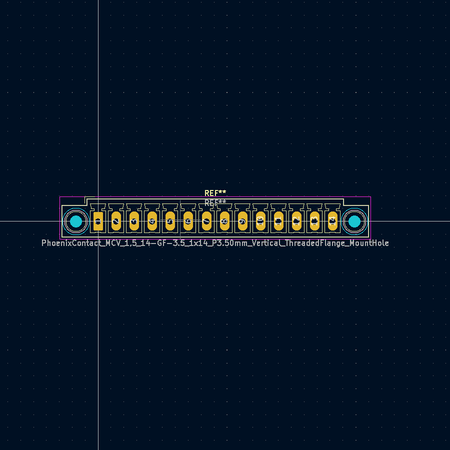 REF**
REF**
PhoenixContact_MCV_1,5_14-GF-3.5_1x14_P3.50mm_Vertical_ThreadedFlange_MountHole